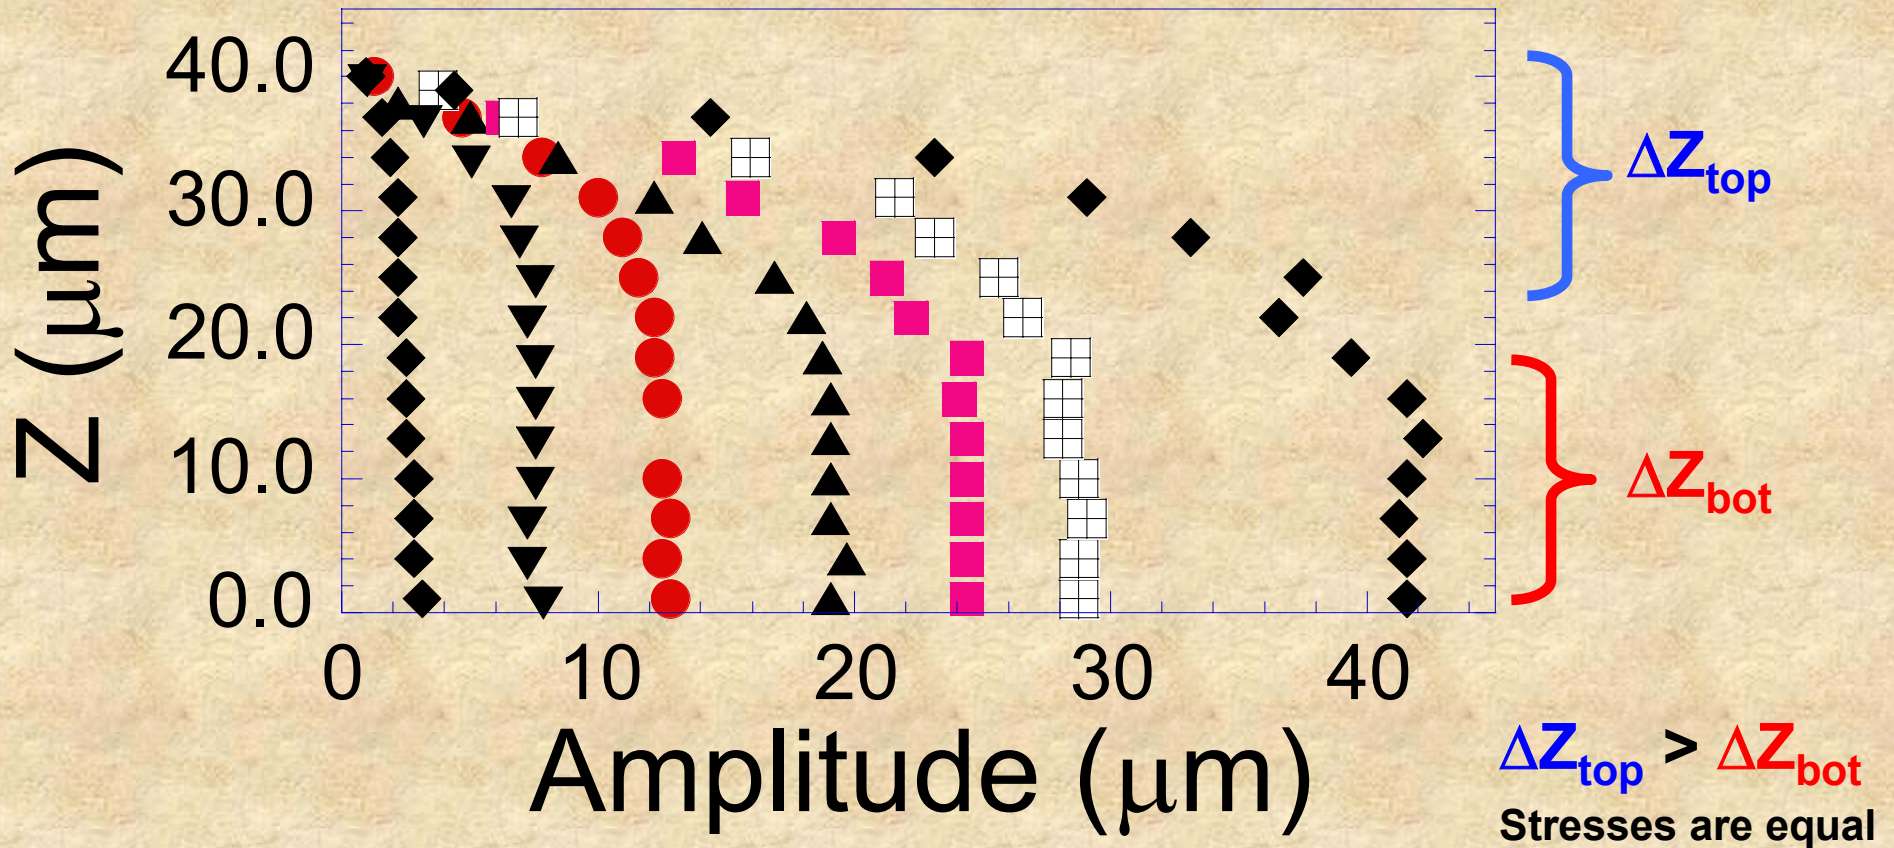 Z (μm)
40.0
30.0
20.0
10.0
0.0
0 10 20 30 40
Amplitude (μm)
ΔZtop
ΔZbot
ΔZtop > ΔZbot
Stresses are equal